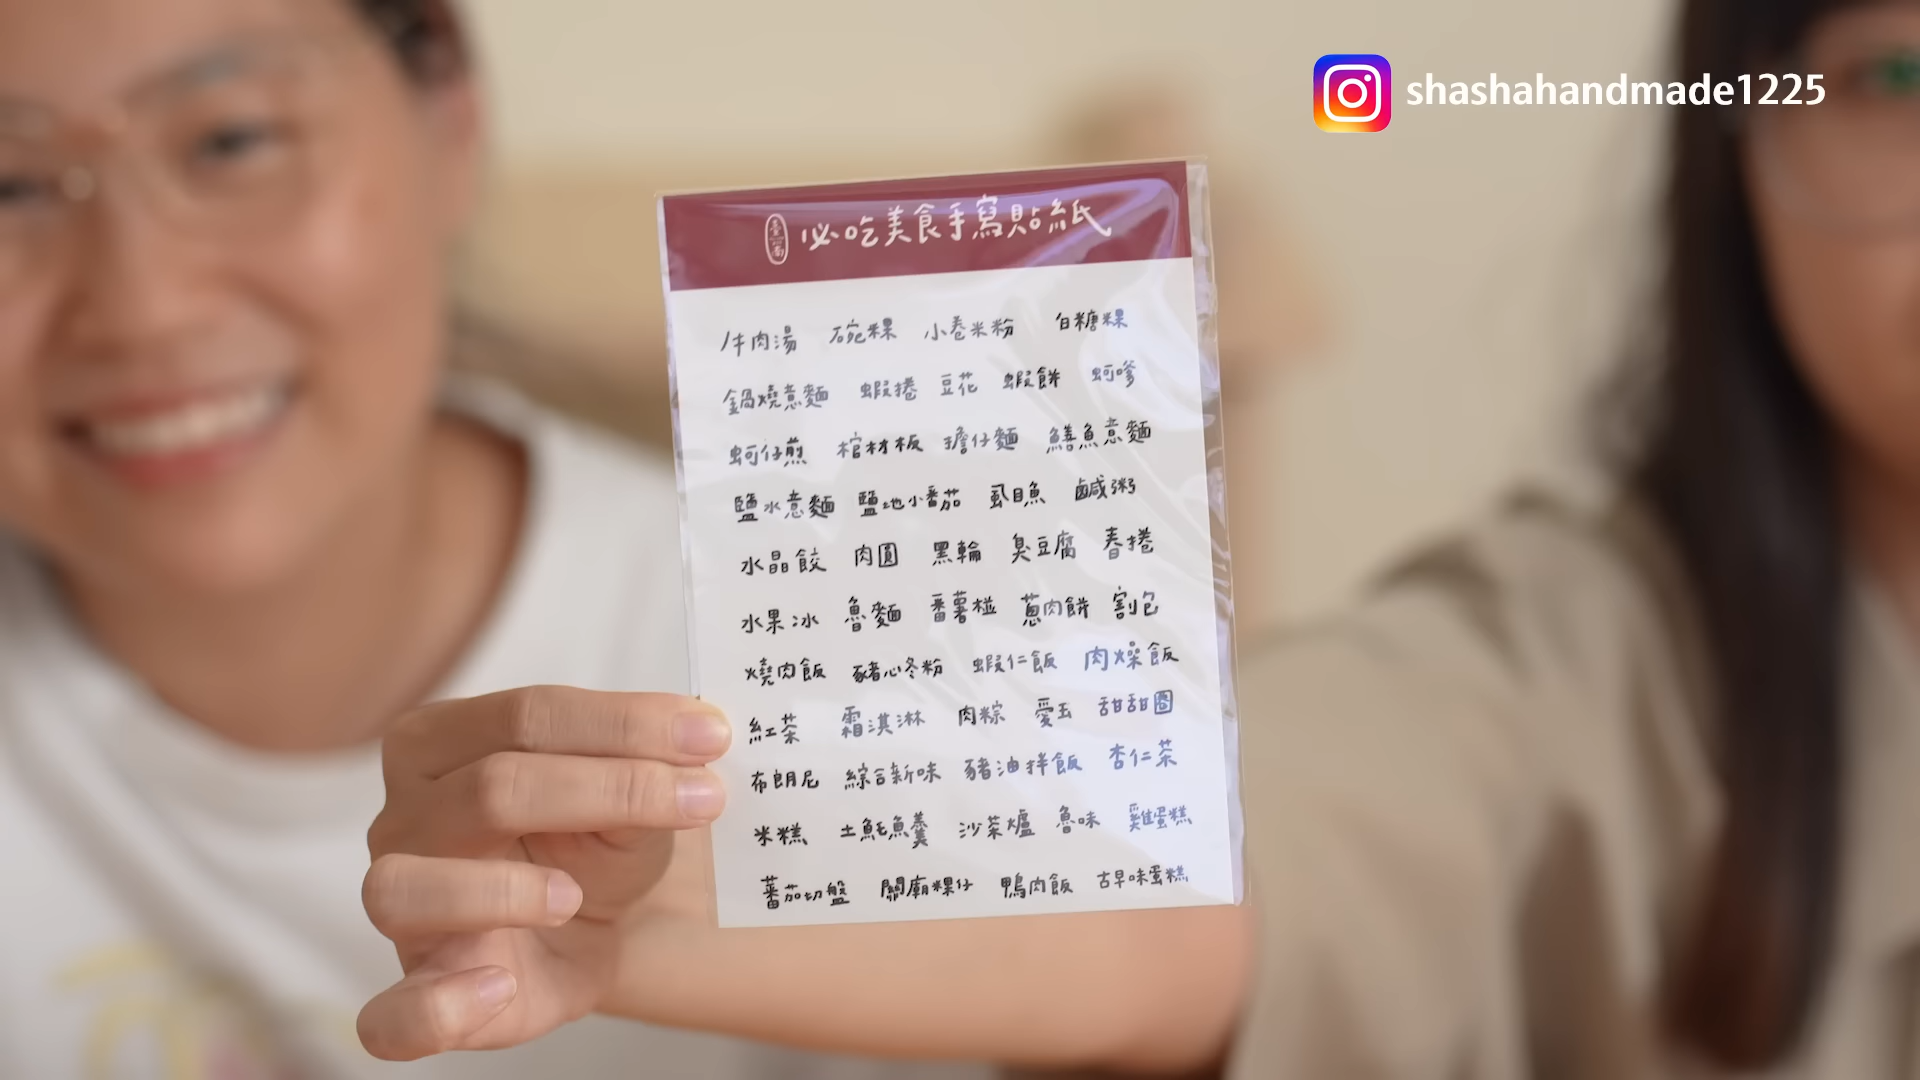 shashahandmade1225
臺南 必吃美食手寫貼紙
牛肉湯 碗粿 小卷米粉 白糖粿
鍋燒意麵 蝦捲 豆花 蝦餅 蚵嗲
蚵仔煎 棺材板 擔仔麵 鱔魚意麵
鹽水意麵 鹽地小番茄 虱目魚 鹹粥
水晶餃 肉圓 黑輪 臭豆腐 春捲
水果冰 魯麵 番薯椪 蔥肉餅 割包
燒肉飯 豬心冬粉 蝦仁飯 肉燥飯
紅茶 霜淇淋 肉粽 愛玉 甜甜圈
布朗尼 綜合新味 豬油拌飯 杏仁茶
米糕 土魠魚羹 沙茶爐 魯味 雞蛋糕
蕃茄切盤 關廟粿仔 鴨肉飯 古早味蛋糕